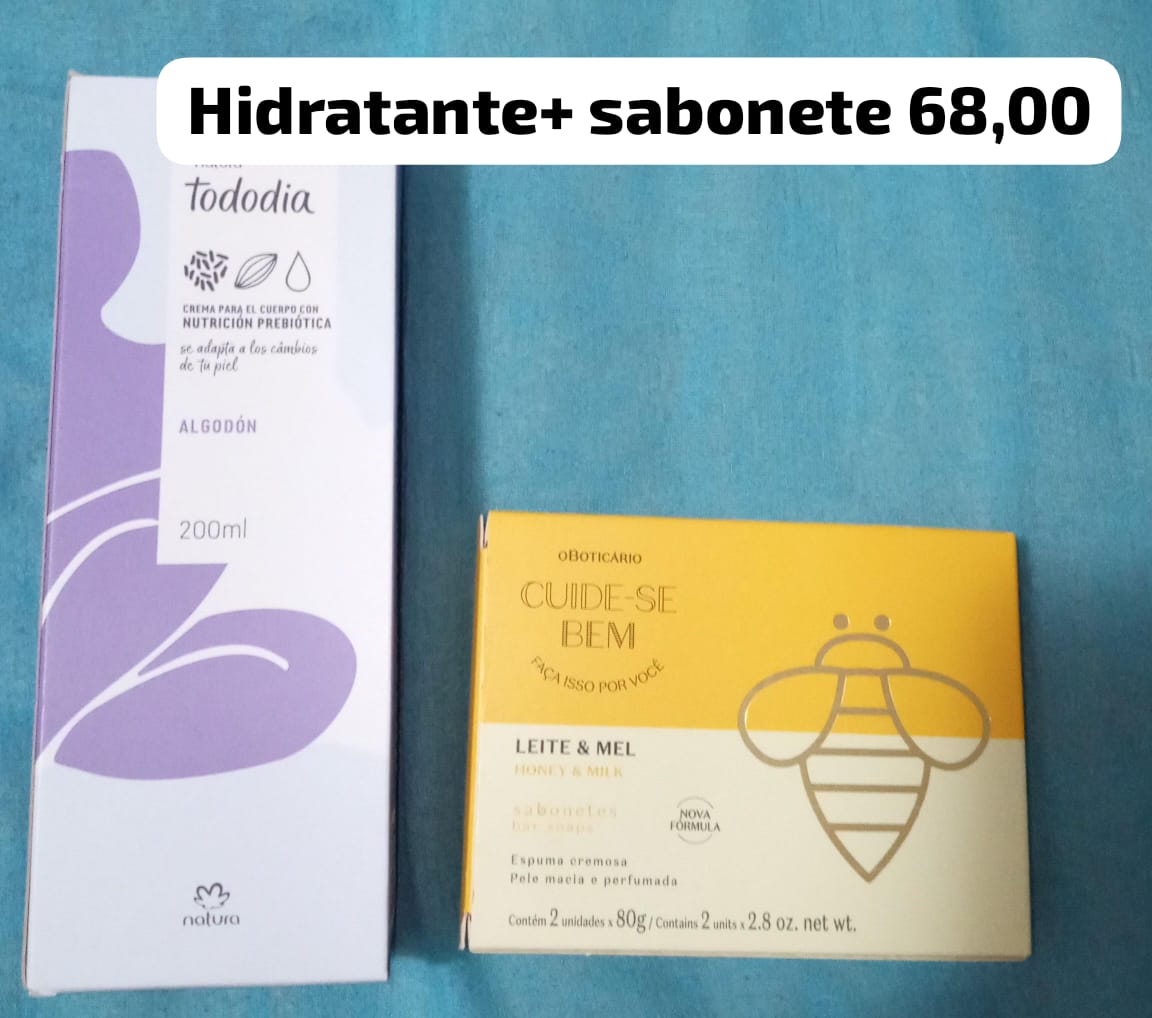 Hidratante+ sabonete 68,00
natura
Tododia
CREMA PARA EL CUERPO CON
NUTRICIÓN PREBIÓTICA
se adapta a los câmbios
de tu piel
ALGODÓN
200ml
natura
oBOTICÁRIO
CUIDE-SE
BEM
FAÇA ISSO POR VOCÊ
LEITE & MEL
HONEY & MILK
sabonetes
bar soaps
NOVA
FÓRMULA
Espuma cremosa
Pele macia e perfumada
Contém 2 unidades x 80g / Contains 2 units x 2.8 oz. net wt.